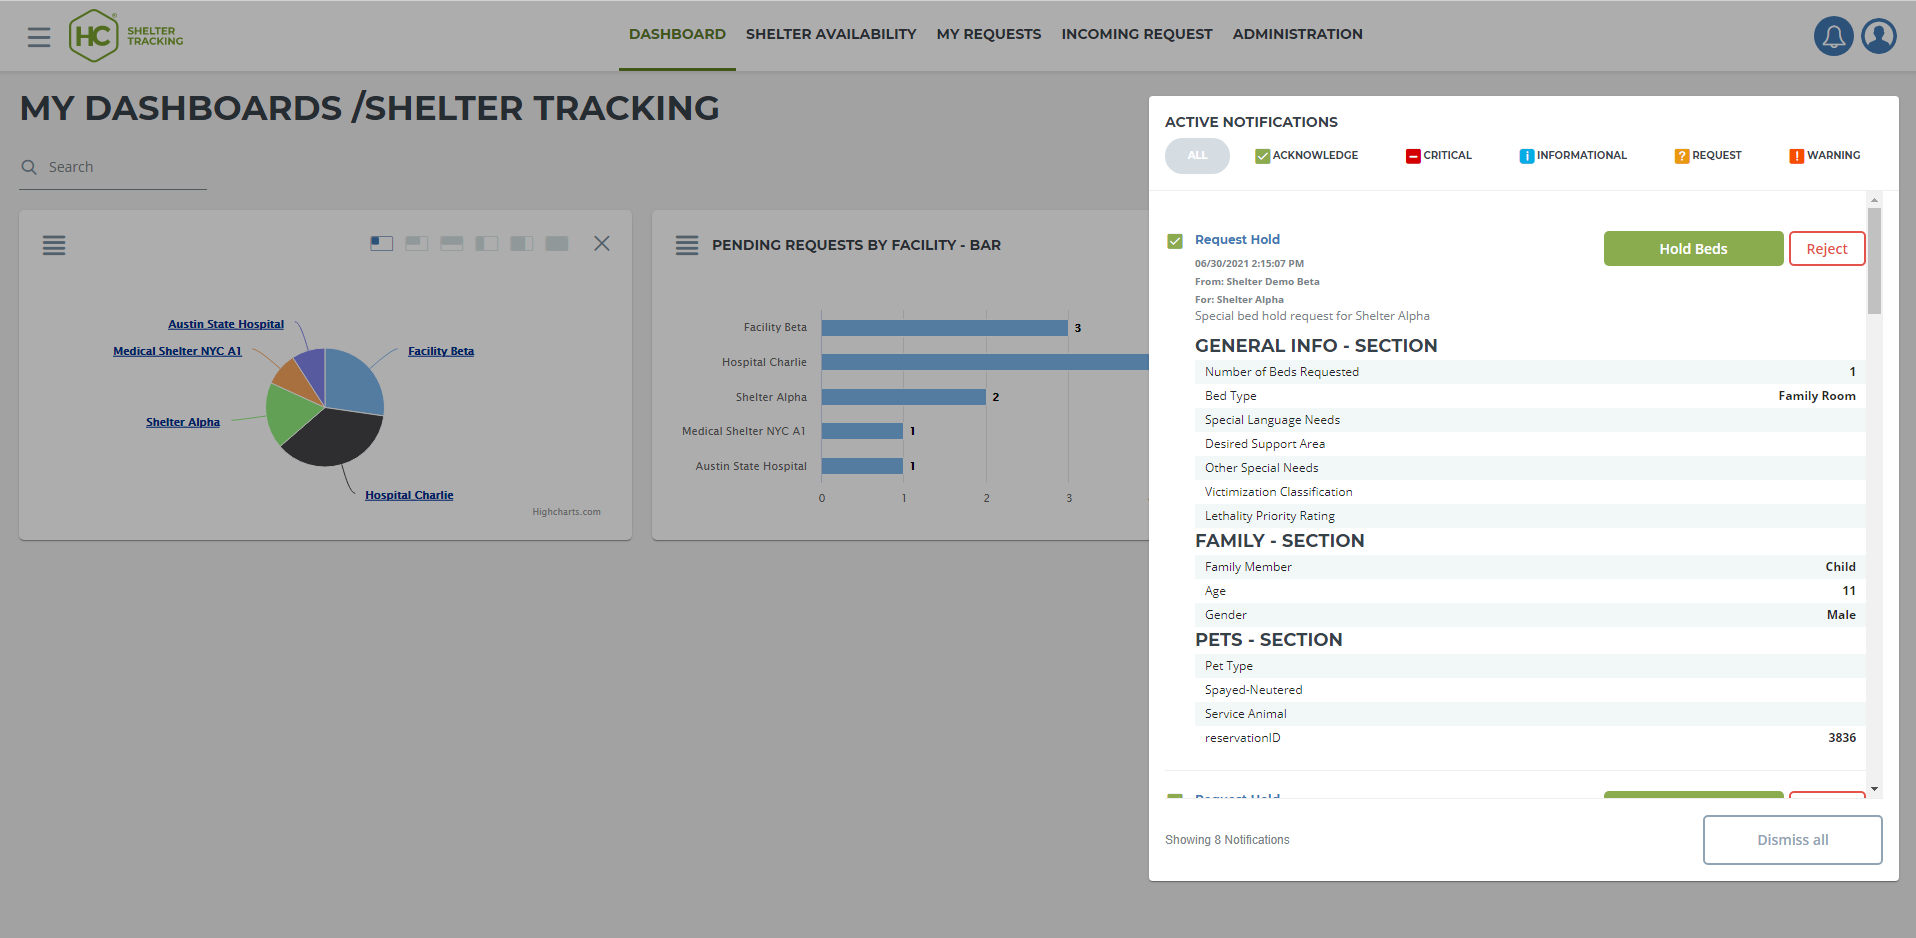 HC®
SHELTER
TRACKING
DASHBOARD SHELTER AVAILABILITY MY REQUESTS INCOMING REQUEST ADMINISTRATION
MY DASHBOARDS /SHELTER TRACKING
Search
Austin State Hospital
Medical Shelter NYC A1
Facility Beta
Shelter Alpha
Hospital Charlie
Highcharts.com
PENDING REQUESTS BY FACILITY - BAR
Facility Beta 3
Hospital Charlie
Shelter Alpha 2
Medical Shelter NYC A1 1
Austin State Hospital 1
0 1 2 3
ACTIVE NOTIFICATIONS
ALL ACKNOWLEDGE CRITICAL INFORMATIONAL REQUEST WARNING
Request Hold Hold Beds Reject
06/30/2021 2:15:07 PM
From: Shelter Demo Beta
For: Shelter Alpha
Special bed hold request for Shelter Alpha
GENERAL INFO - SECTION
Number of Beds Requested 1
Bed Type Family Room
Special Language Needs
Desired Support Area
Other Special Needs
Victimization Classification
Lethality Priority Rating
FAMILY - SECTION
Family Member Child
Age 11
Gender Male
PETS - SECTION
Pet Type
Spayed-Neutered
Service Animal
reservationID 3836
Request Hold
Showing 8 Notifications Dismiss all